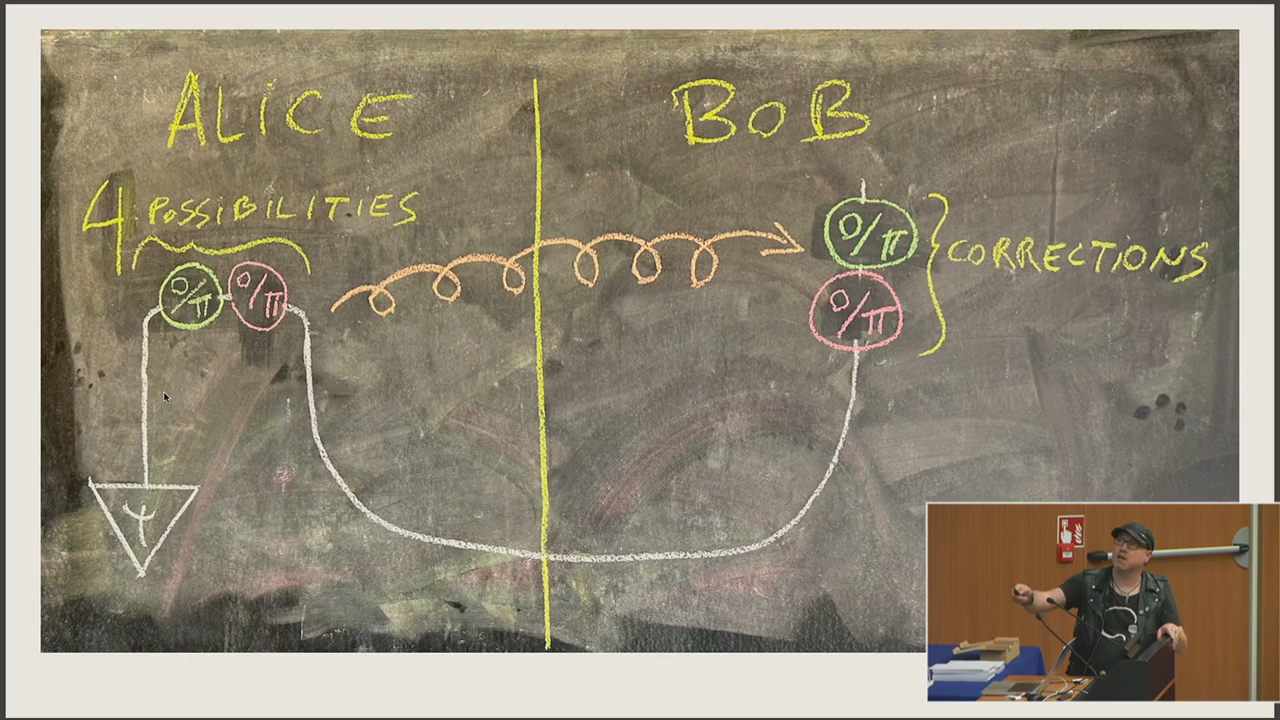 ALiCE
BOB
4 POSSIBiLiTiES
0/π
0/π
0/π
0/π
CORRECTiONS
ψ